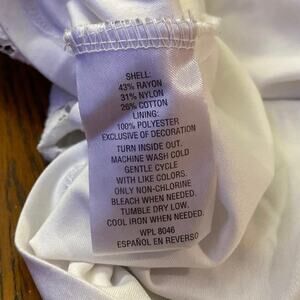 SHELL:
43% RAYON
31% NYLON
26% COTTON
LINING:
100% POLYESTER
EXCLUSIVE OF DECORATION
TURN INSIDE OUT.
MACHINE WASH COLD
GENTLE CYCLE
WITH LIKE COLORS.
ONLY NON-CHLORINE
BLEACH WHEN NEEDED.
TUMBLE DRY LOW.
COOL IRON WHEN NEEDED.
WPL 8046
ESPAÑOL EN REVERSO